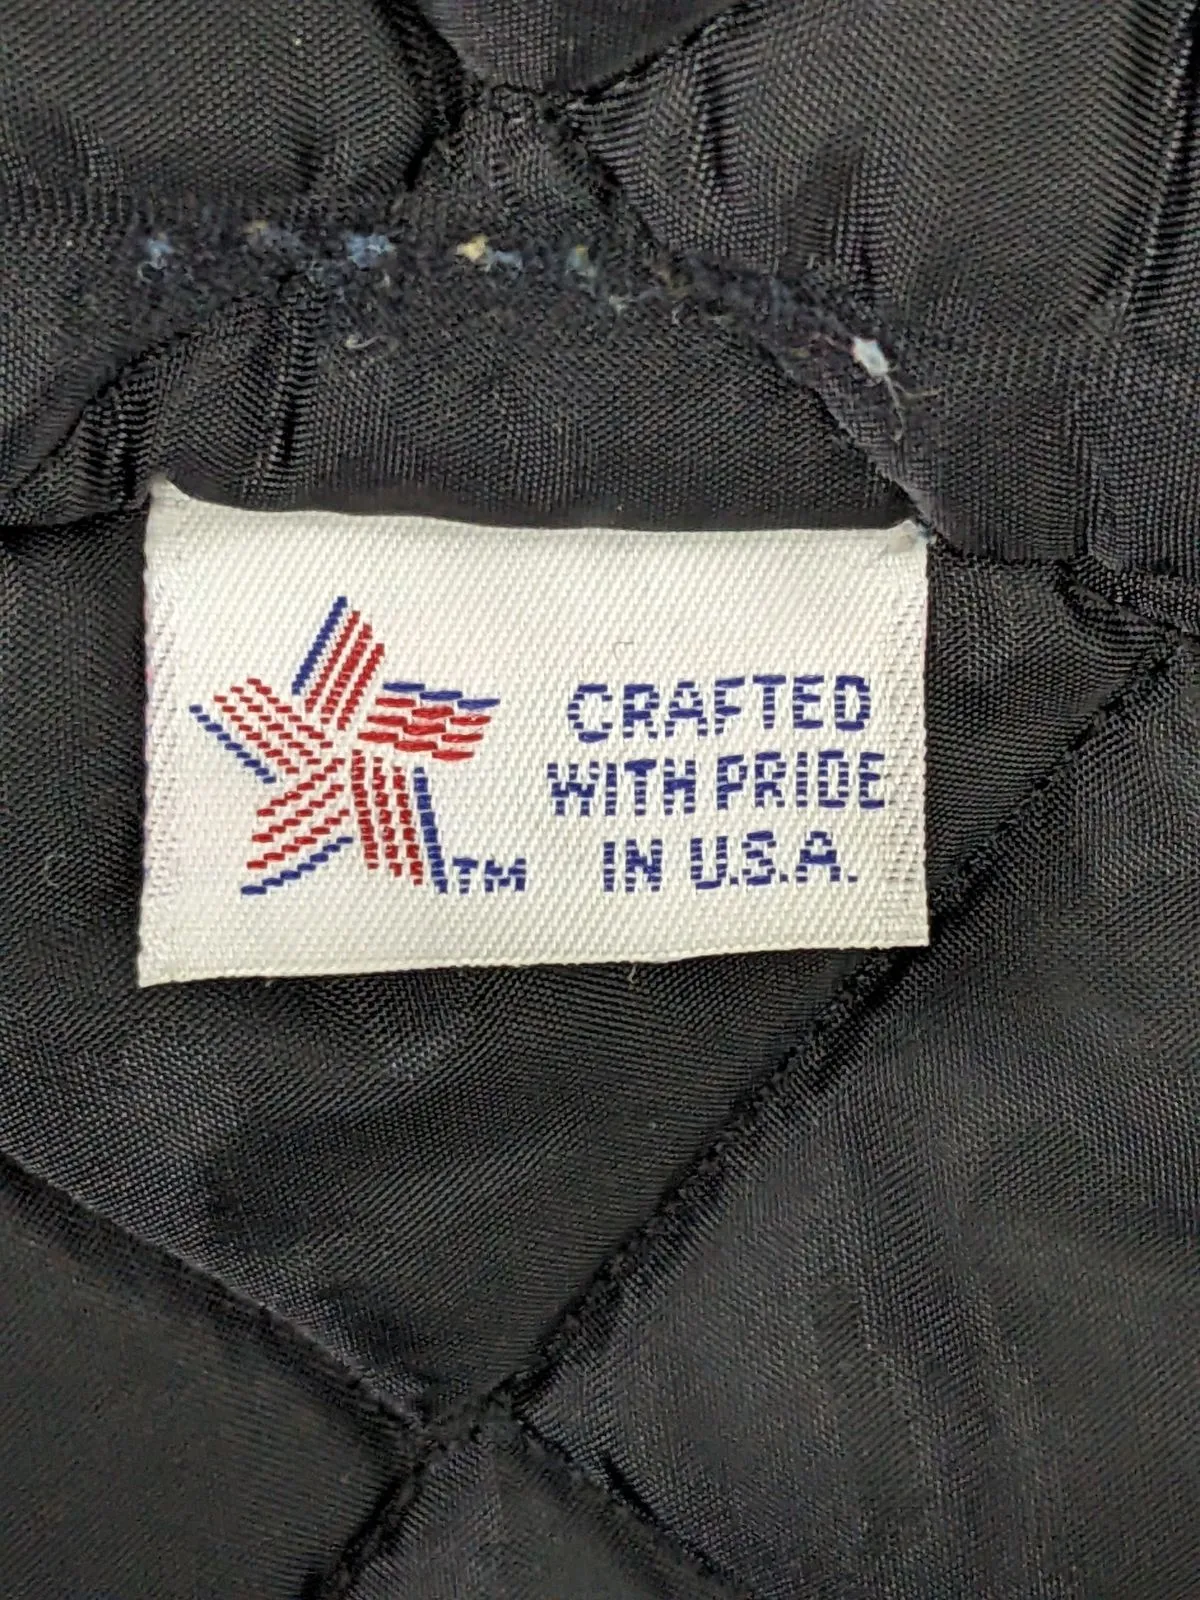 CRAFTED
WITH PRIDE
IN U.S.A.
TM